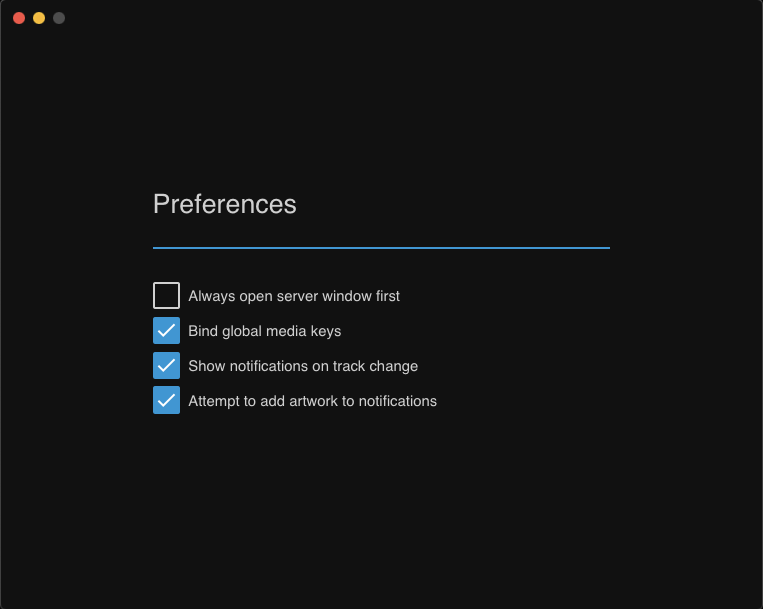 Preferences
Always open server window first
Bind global media keys
Show notifications on track change
Attempt to add artwork to notifications